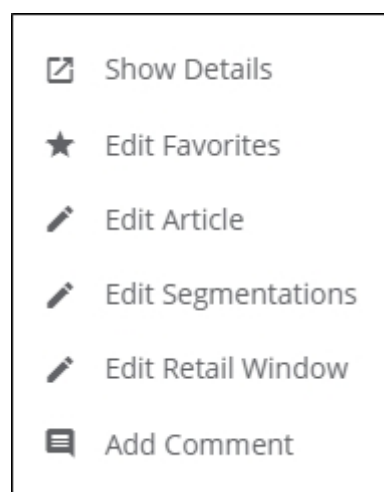 Show Details
Edit Favorites
Edit Article
Edit Segmentations
Edit Retail Window
Add Comment